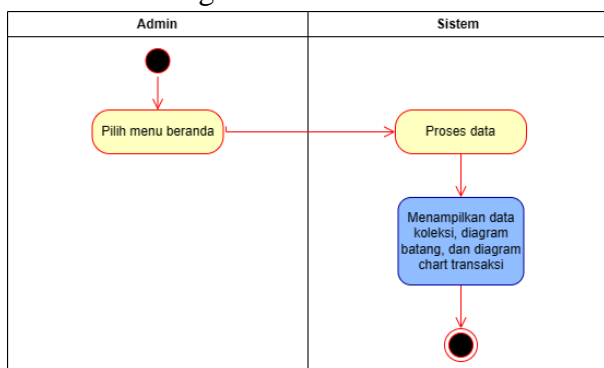 Admin
Sistem
Pilih menu beranda
Proses data
Menampilkan data
koleksi, diagram
batang, dan diagram
chart transaksi